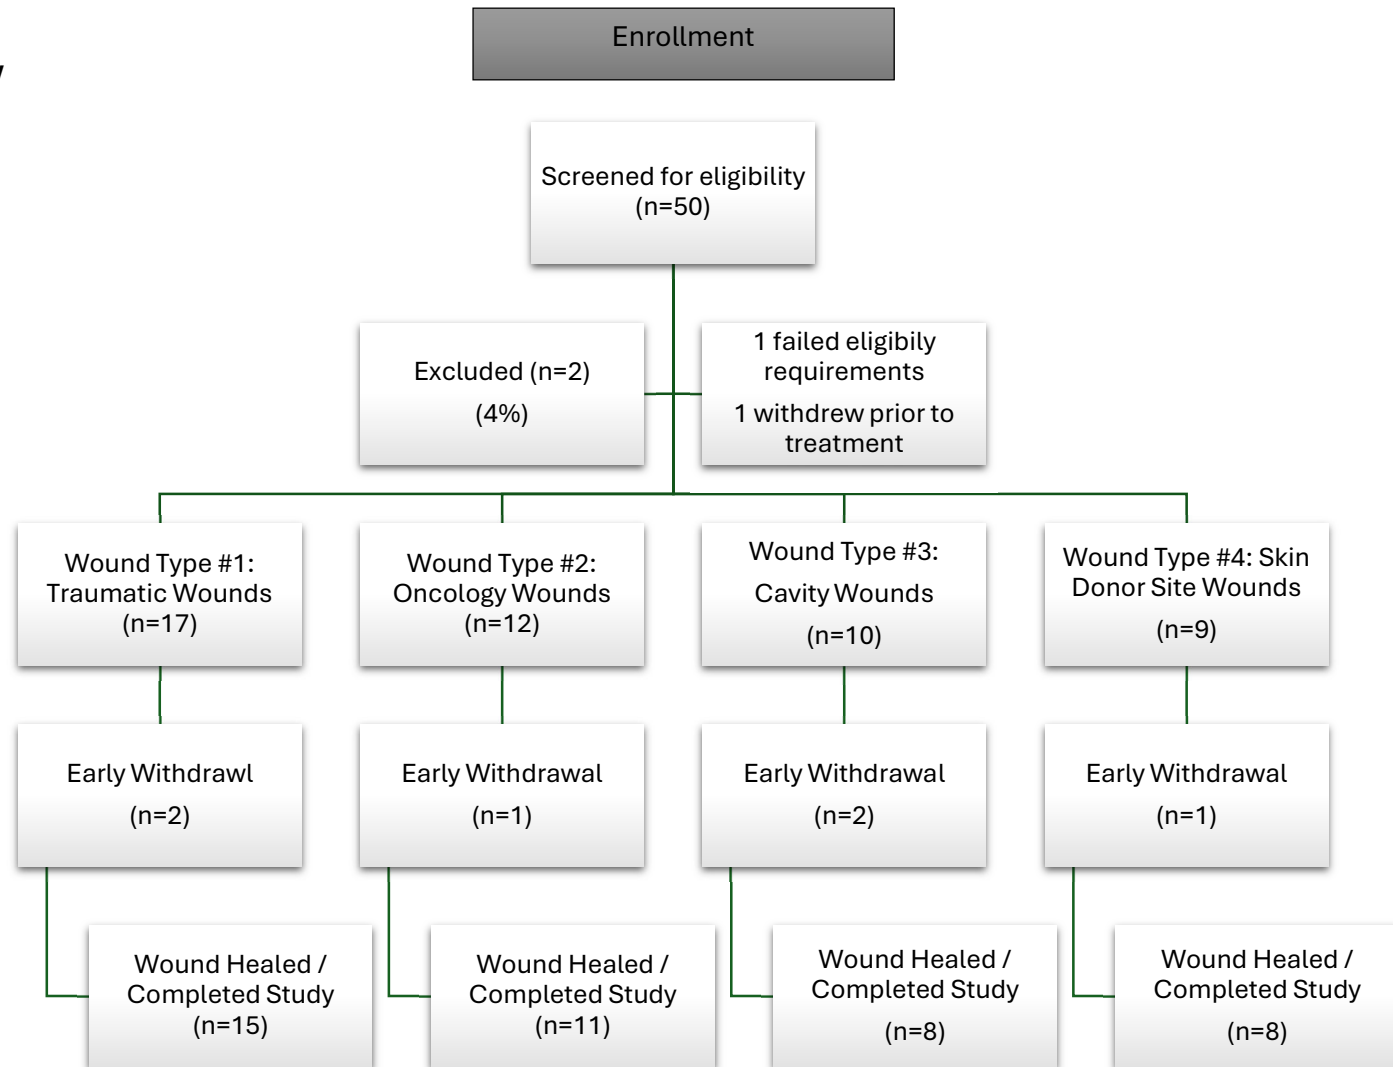 Enrollment
Screened for eligibility
(n=50)
Excluded (n=2)
(4%)
1 failed eligibily
requirements
1 withdrew prior to
treatment
Wound Type #1:
Traumatic Wounds
(n=17)
Wound Type #2:
Oncology Wounds
(n=12)
Wound Type #3:
Cavity Wounds
(n=10)
Wound Type #4: Skin
Donor Site Wounds
(n=9)
Early Withdrawl
(n=2)
Early Withdrawal
(n=1)
Early Withdrawal
(n=2)
Early Withdrawal
(n=1)
Wound Healed /
Completed Study
(n=15)
Wound Healed /
Completed Study
(n=11)
Wound Healed /
Completed Study
(n=8)
Wound Healed /
Completed Study
(n=8)